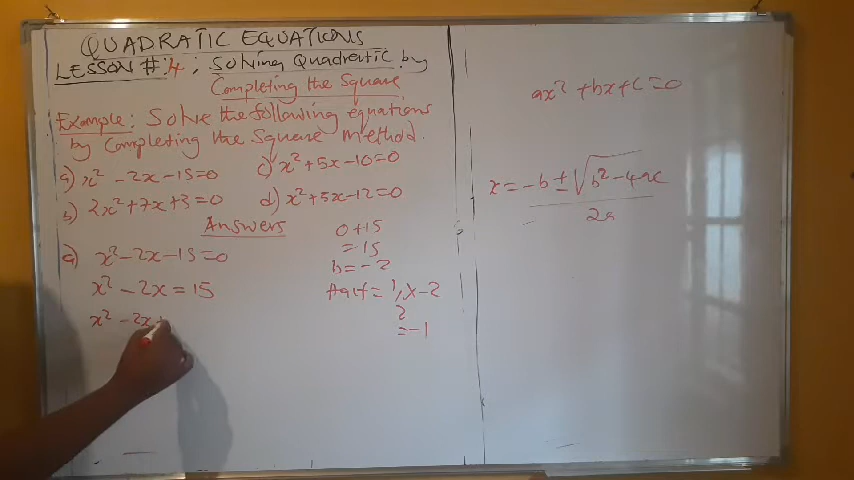 QUADRATIC EQUATIONS
LESSON #:4 ; Solving Quadratic by
Completing the Square
Example: Solve the following equations
by Completing the Square method.
a) x² -2x-15=0
c) x²+5x-10=0
b) 2x²+7x+3=0
d) x²+5x-12=0
Answers
a) x²-2x-15=0
x² -2x=15
x² -2x
0+15
=15
b=-2
Half = 1/2 x -2
=-1
ax² +bx+c=0
x = -b ± √b²-4ac
2a